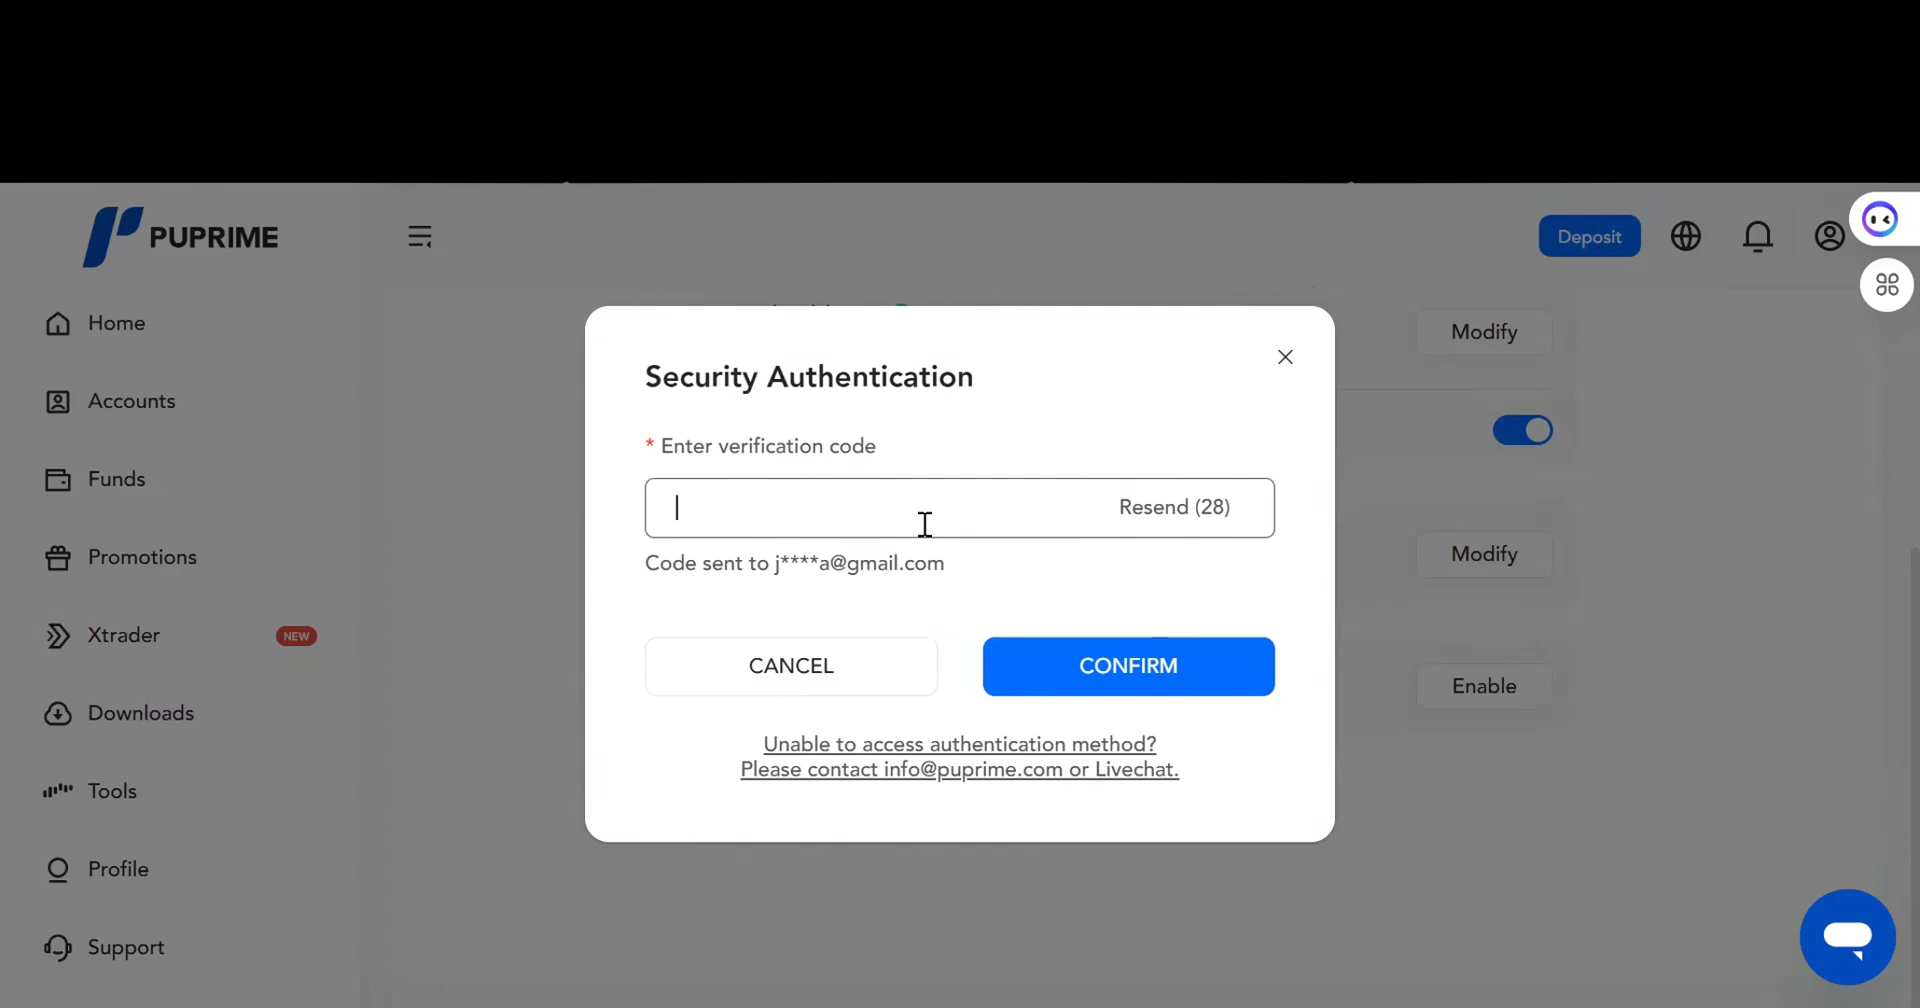 PUPRIME
Deposit
Home
Accounts
Funds
Promotions
Xtrader NEW
Downloads
Tools
Profile
Support
Modify
Modify
Enable
Security Authentication
* Enter verification code
Resend (28)
Code sent to j****a@gmail.com
CANCEL
CONFIRM
Unable to access authentication method?
Please contact info@puprime.com or Livechat.